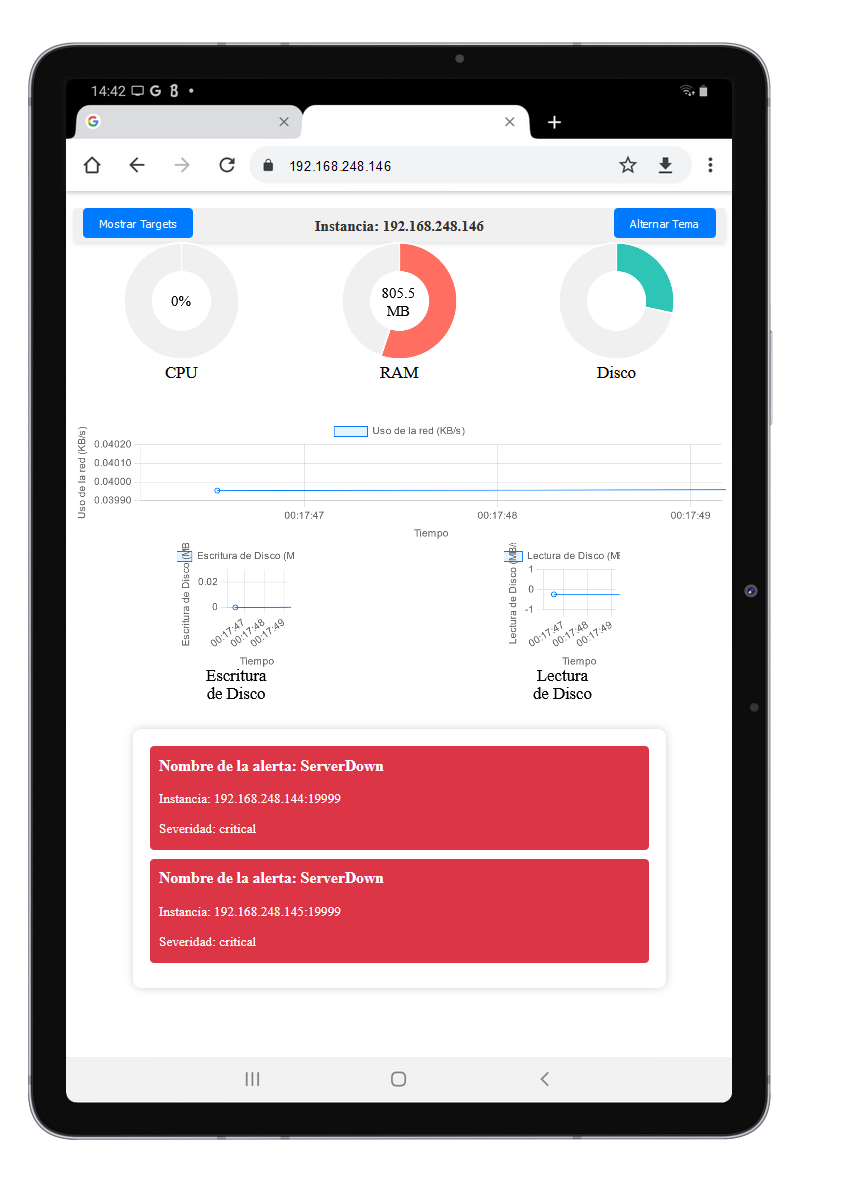 14:42
192.168.248.146
Mostrar Targets
Instancia: 192.168.248.146
Alternar Tema
0%
805.5
MB
CPU
RAM
Disco
Uso de la red (KB/s)
Uso de la red (KB/s)
0.04020
0.04010
0.04000
0.03990
00:17:47
00:17:48
00:17:49
Tiempo
Escritura de Disco (M
Escritura de Disco (MB
0.02
0
00:17:47
00:17:48
00:17:49
Tiempo
Escritura
de Disco
Lectura de Disco (ME
Lectura de Disco (MB/s
1
0
-1
00:17:47
00:17:48
00:17:49
Tiempo
Lectura
de Disco
Nombre de la alerta: ServerDown
Instancia: 192.168.248.144:19999
Severidad: critical
Nombre de la alerta: ServerDown
Instancia: 192.168.248.145:19999
Severidad: critical